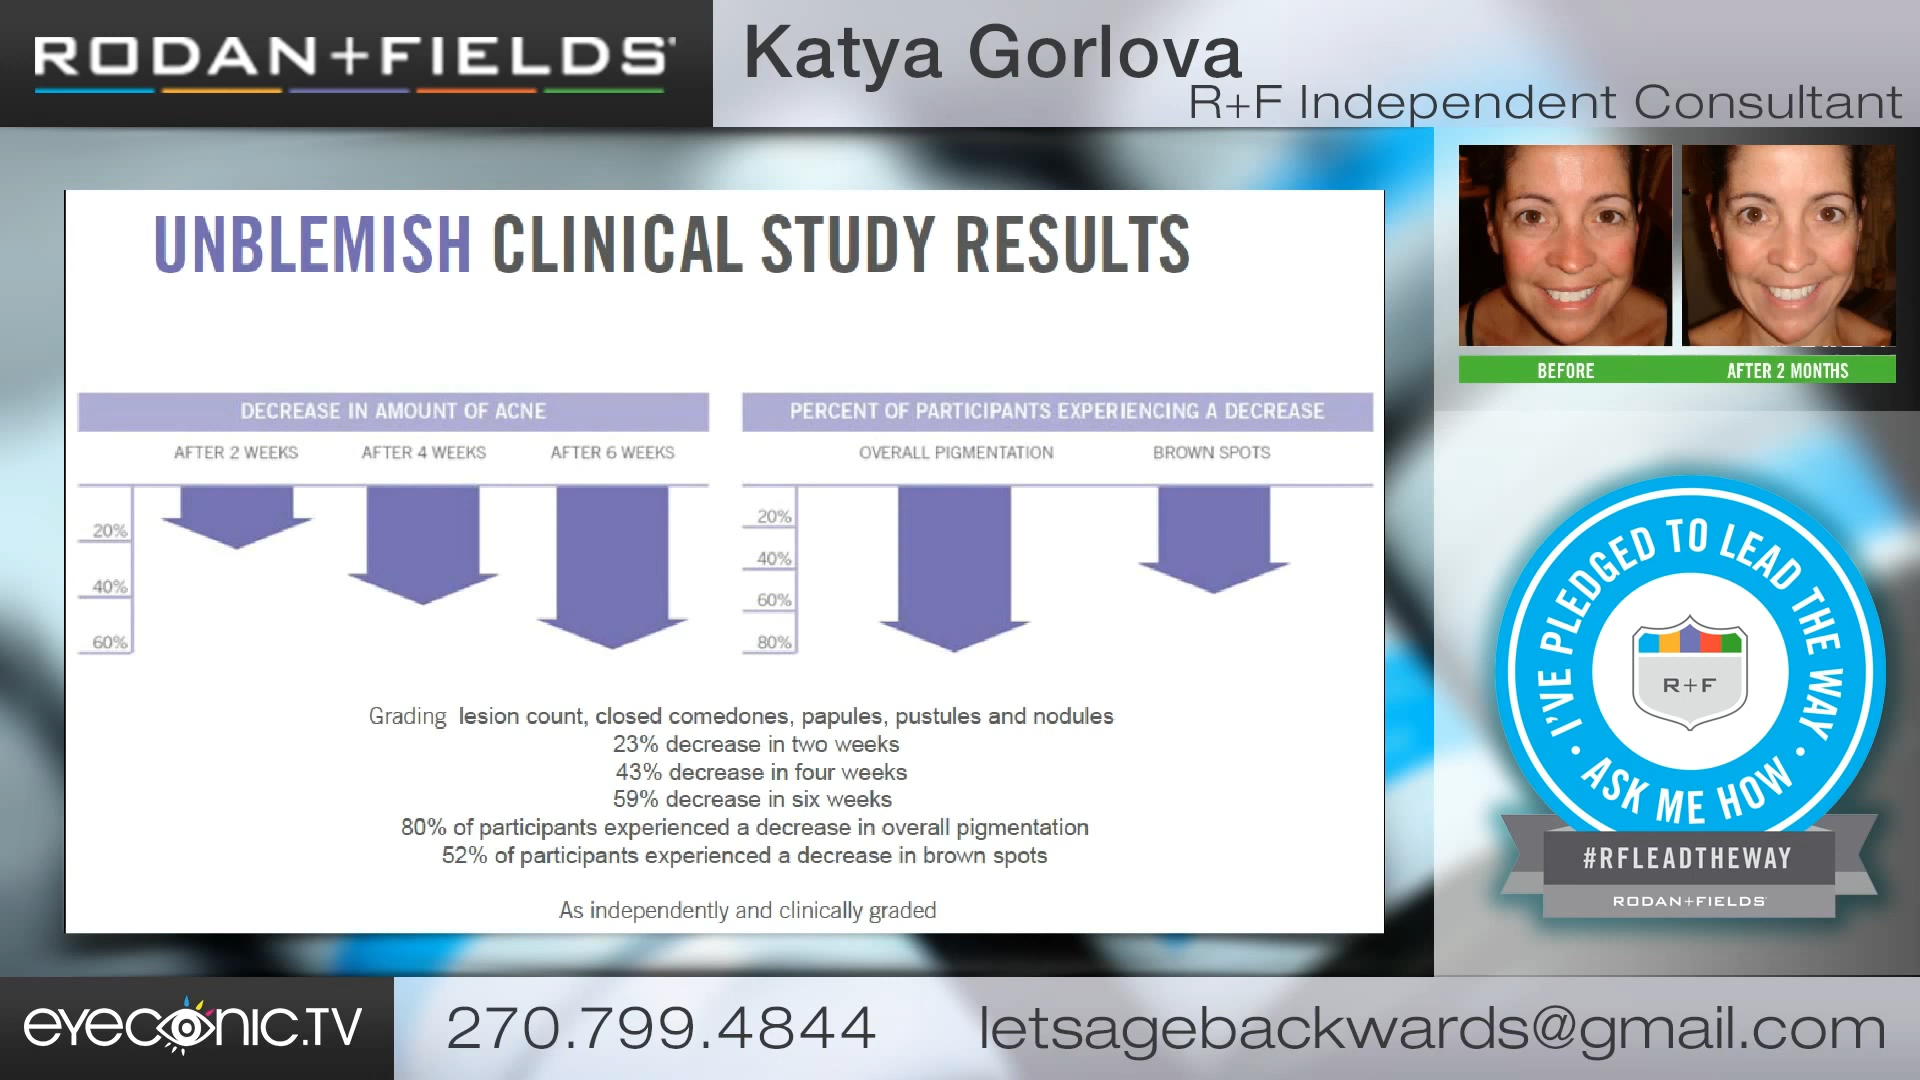 RODAN+FIELDS
Katya Gorlova
R+F Independent Consultant
UNBLEMISH CLINICAL STUDY RESULTS
DECREASE IN AMOUNT OF ACNE
AFTER 2 WEEKS AFTER 4 WEEKS AFTER 6 WEEKS
20%
40%
60%
PERCENT OF PARTICIPANTS EXPERIENCING A DECREASE
OVERALL PIGMENTATION BROWN SPOTS
20%
40%
60%
80%
Grading lesion count, closed comedones, papules, pustules and nodules
23% decrease in two weeks
43% decrease in four weeks
59% decrease in six weeks
80% of participants experienced a decrease in overall pigmentation
52% of participants experienced a decrease in brown spots
As independently and clinically graded
BEFORE AFTER 2 MONTHS
I'VE PLEDGED TO LEAD THE WAY
• ASK ME HOW •
R+F
#RFLEADTHEWAY
RODAN+FIELDS
eyeconic.TV
270.799.4844
letsagebackwards@gmail.com